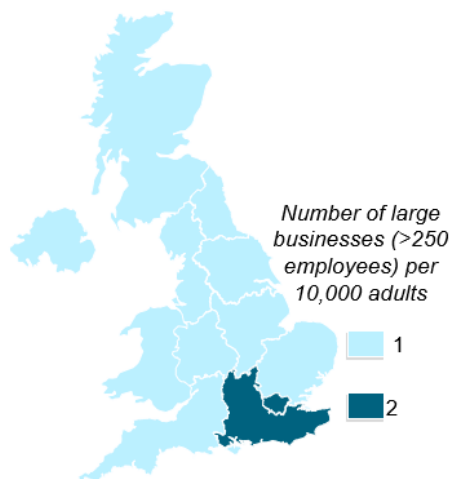 Number of large
businesses (>250
employees) per
10,000 adults
1
2